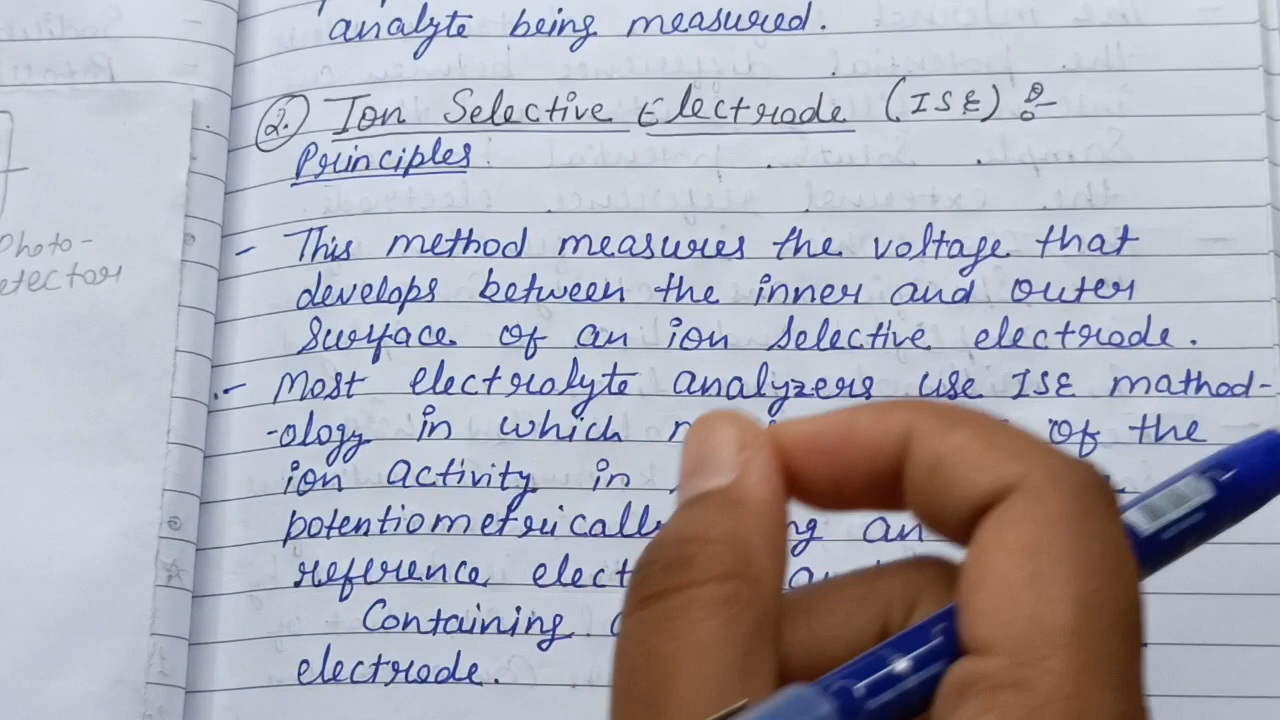 analyte being measured.
2. Ion Selective Electrode (ISE) :-
Principles.
- This method measures the voltage that
develops between the inner and outer
Surface of an ion selective electrode.
- Most electrolyte analyzers use ISE mathod-
-ology in which of the
ion activity in
potentiometrically an
reference
Containing
electrode.
Photo-